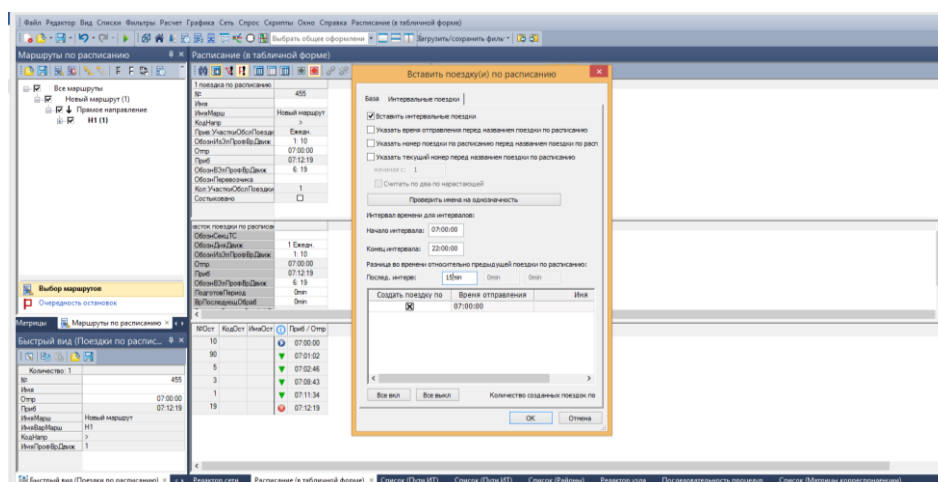 Файл Редактор Вид Списки Фильтры Расчет Графика Сеть Спрос Скрипты Окно Справка Расписание (в табличной форме)
Выбрать общее оформлени
Загрузить/сохранить филь
Маршруты по расписанию
Все маршруты
Новый маршрут (1)
Прямое направление
Н1 (1)
Выбор маршрутов
Очередность остановок
Матрицы Маршруты по расписанию
Быстрый вид (Поездки по распис...
Количество: 1
№ 455
Имя
Отпр 07:00:00
Приб 07:12:19
ИмяМарш Новый маршрут
ИмяВарМарш Н1
КодНапр >
ИмяПрофВрДвиж 1
Расписание (в табличной форме)
1 поездка по расписанию
№ 455
Имя
ИмяМарш Новый маршрут
КодНапр >
Прив:УчасткиОбслПоездк Ежедн.
ОбознИзЭлПрофВрДвиж 1: 10
Отпр 07:00:00
Приб 07:12:19
ОбознВЭлПрофВрДвиж 6: 19
ОбознПеревозчика
Кол:УчасткиОбслПоездки 1
Состыковано
асток поездки по расписа
ОбознСекцТС
ОбознДняДвиж 1 Ежедн.
ОбознИзЭлПрофВрДвиж 1: 10
Отпр 07:00:00
Приб 07:12:19
ОбознВЭлПрофВрДвиж 6: 19
ПодготовПериод 0min
ВрПоследующОбраб 0min
№Ост КодОст ИмяОст Приб / Отпр
10 07:00:00
90 07:01:02
5 07:02:46
3 07:08:43
1 07:11:34
19 07:12:19
Вставить поездку(и) по расписанию
База Интервальные поездки
Вставить интервальные поездки
Указать время отправления перед названием поездки по расписанию
Указать номер поездки по расписанию перед названием поездки по расп
Указать текущий номер перед названием поездки по расписанию
начиная с: 1
Считать по два по нарастающей
Проверить имена на однозначность
Интервал времени для интервалов:
Начало интервала: 07:00:00
Конец интервала: 22:00:00
Разница во времени относительно предыдущей поездки по расписанию:
Послед. интерв: 15min 0min 0min
Создать поездку по Время отправления Имя
07:00:00
Все вкл Все выкл Количество созданных поездок по
OK Отмена
Быстрый вид (Поездки по расписанию) Редактор сети Расписание (в табличной форме) Список (Пути ИТ) Список (Пути ИТ) Список (Районы) Редактор узла Последовательность процедур Список (Матрицы корреспонденции)